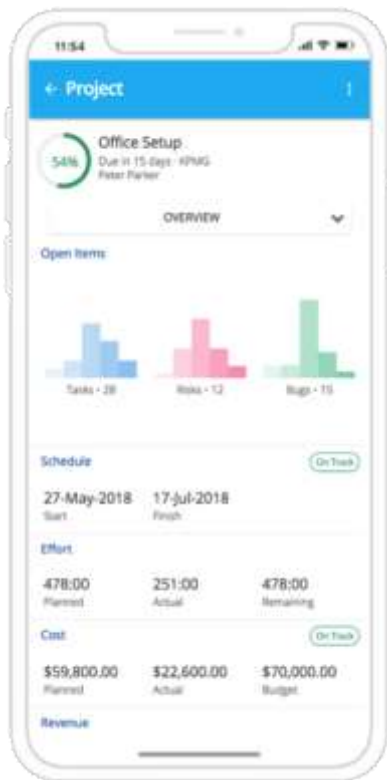 11:54
← Project
54%
Office Setup
Due in 15 days · KPMG
Peter Parker
OVERVIEW
Open Items
Tasks • 28 Risks • 12 Bugs • 15
Schedule On Track
27-May-2018 17-Jul-2018
Start Finish
Effort
478:00 251:00 478:00
Planned Actual Remaining
Cost On Track
$59,800.00 $22,600.00 $70,000.00
Planned Actual Budget
Revenue